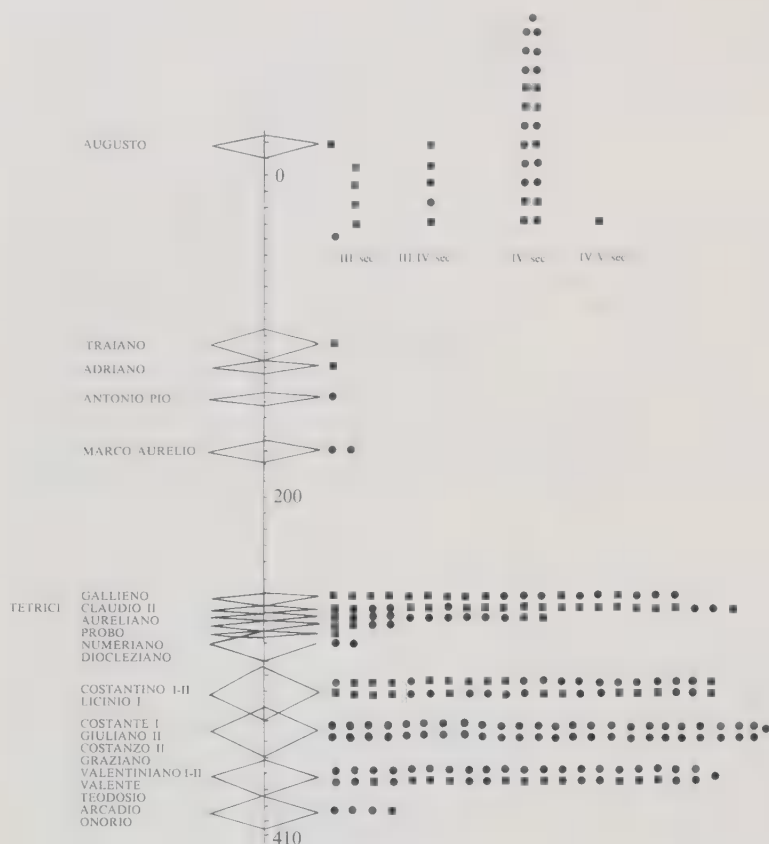 AUGUSTO
0
III sec
III-IV sec
IV sec
IV-V sec
TRAIANO
ADRIANO
ANTONIO PIO
MARCO AURELIO
200
TETRICI
GALLIENO
CLAUDIO II
AURELIANO
PROBO
NUMERIANO
DIOCLEZIANO
COSTANTINO I-II
LICINIO I
COSTANTE I
GIULIANO II
COSTANZO II
GRAZIANO
VALENTINIANO I-II
VALENTE
TEODOSIO
ARCADIO
ONORIO
410